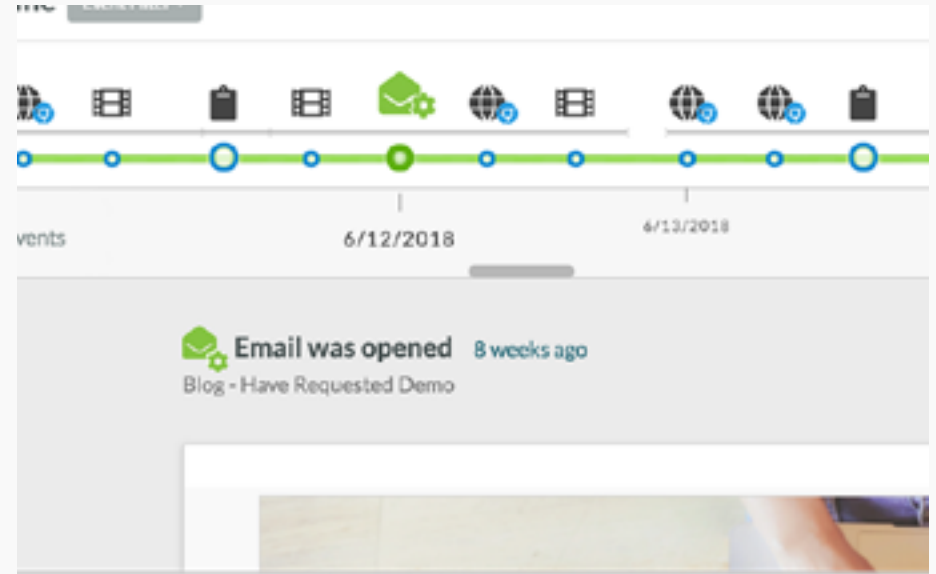 6/12/2018
6/13/2018
vents
Email was opened 8 weeks ago
Blog - Have Requested Demo